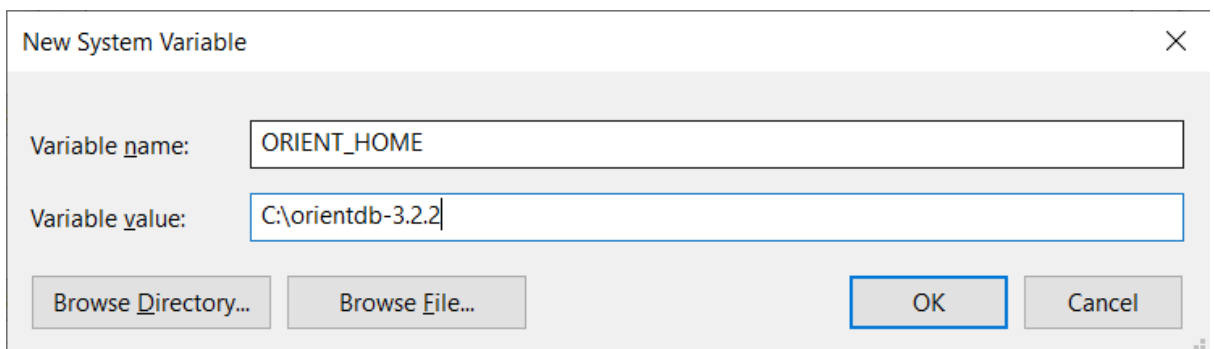 New System Variable
Variable name: ORIENT_HOME
Variable value: C:\orientdb-3.2.2
Browse Directory... Browse File... OK Cancel